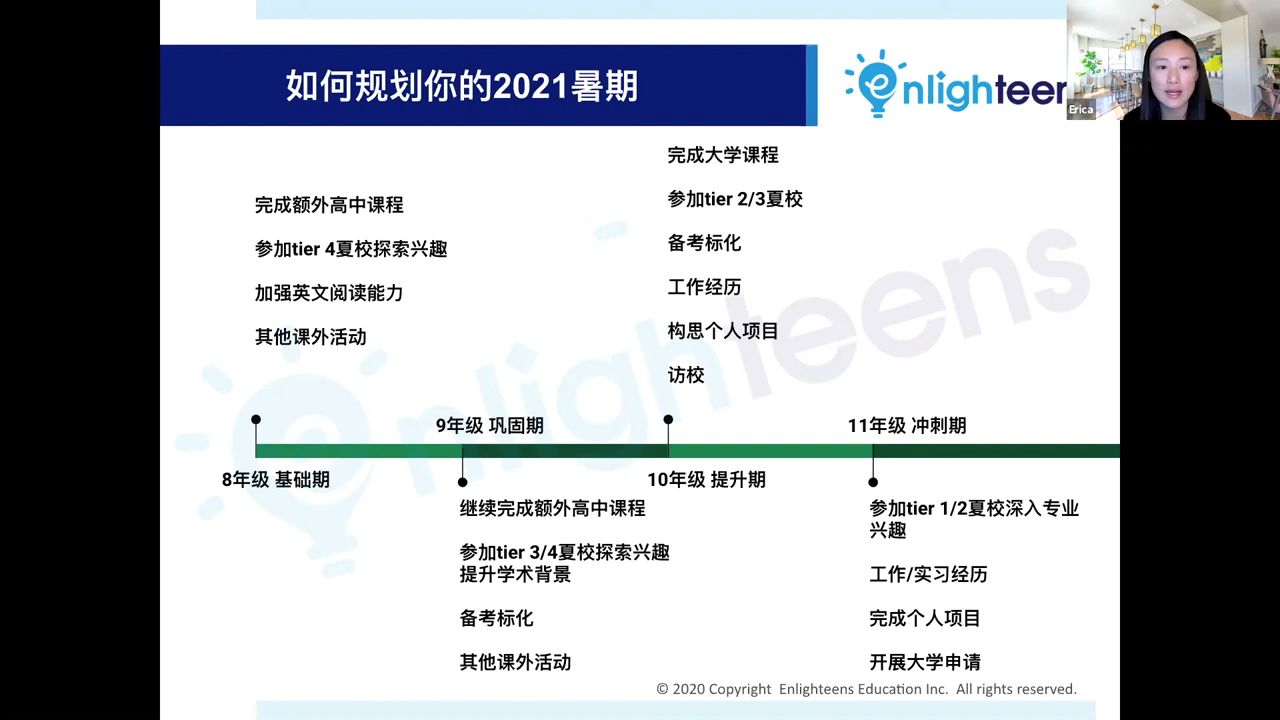 如何规划你的2021暑期
enlighteen
Erica
完成额外高中课程
参加tier 4夏校探索兴趣
加强英文阅读能力
其他课外活动
完成大学课程
参加tier 2/3夏校
备考标化
工作经历
构思个人项目
访校
8年级 基础期
9年级 巩固期
10年级 提升期
11年级 冲刺期
继续完成额外高中课程
参加tier 3/4夏校探索兴趣
提升学术背景
备考标化
其他课外活动
参加tier 1/2夏校深入专业
兴趣
工作/实习经历
完成个人项目
开展大学申请
enlighteens
© 2020 Copyright Enlighteens Education Inc. All rights reserved.